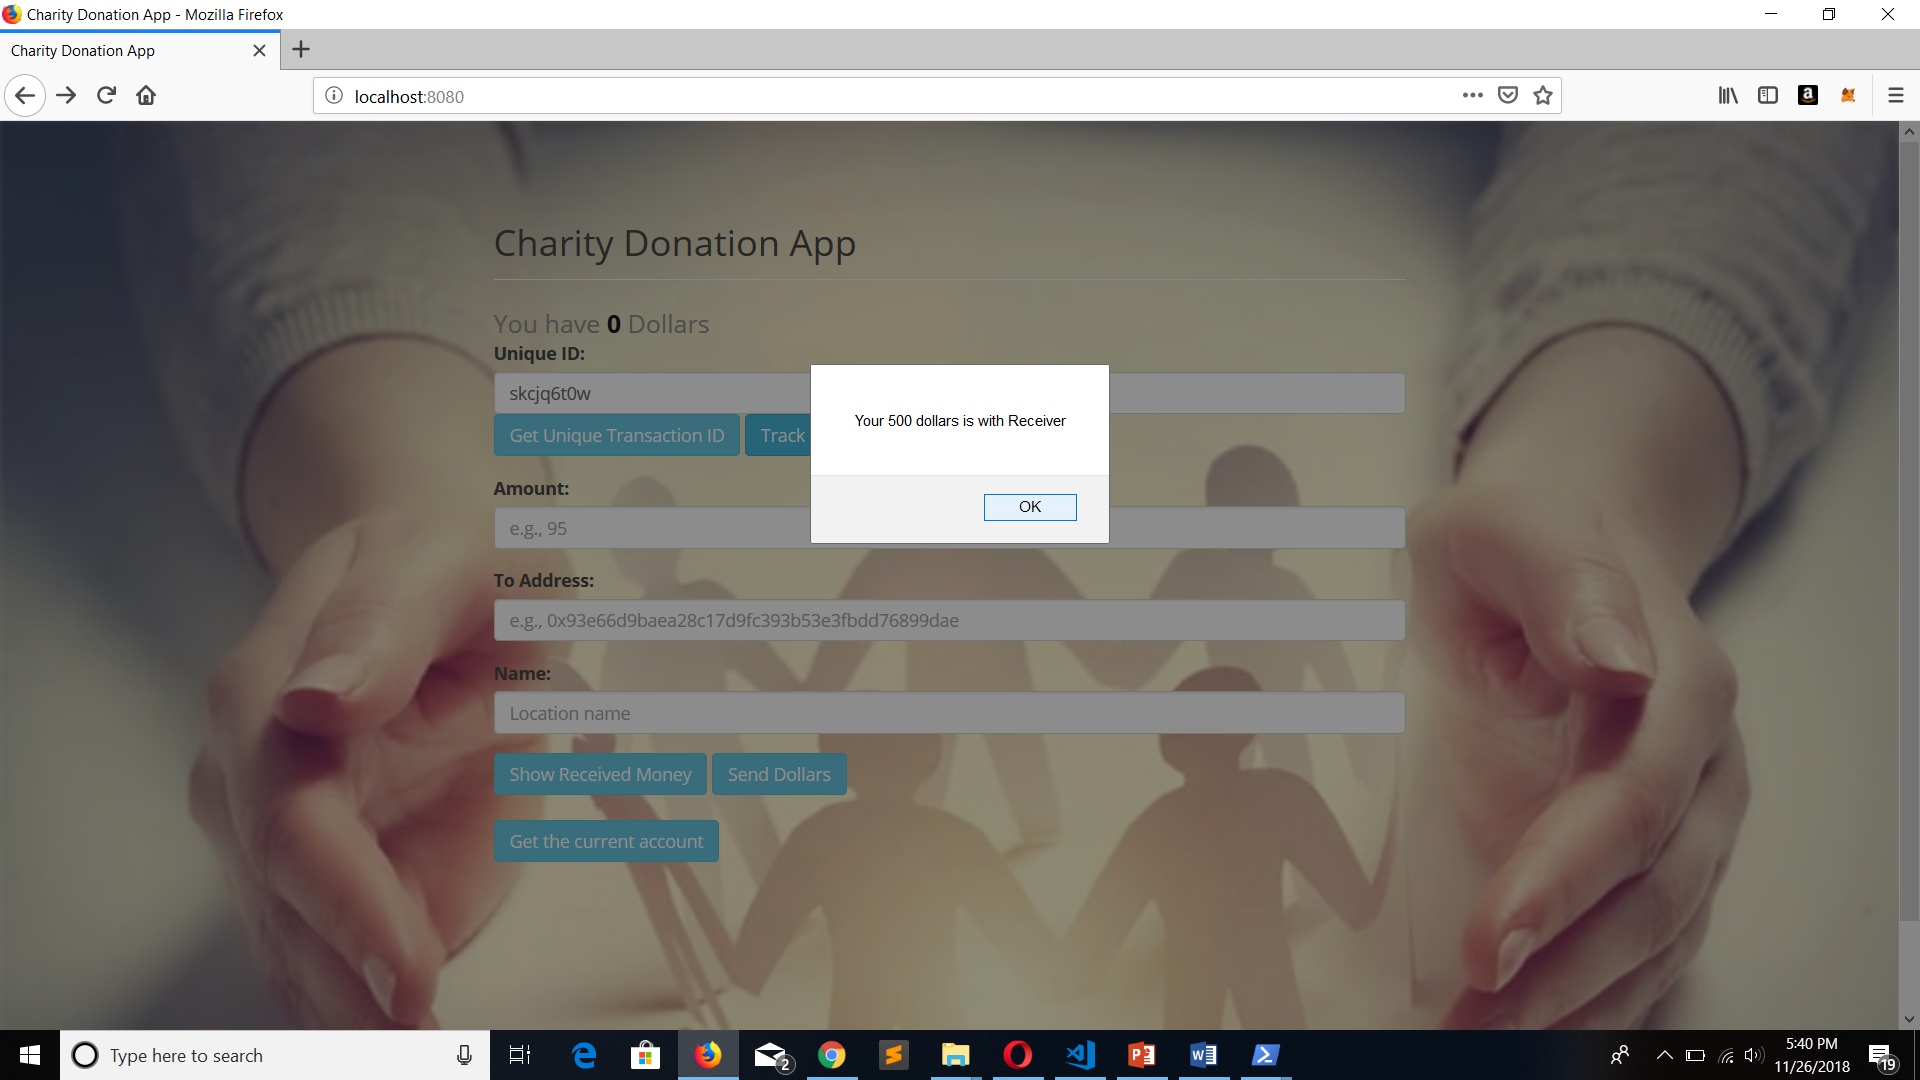 Charity Donation App - Mozilla Firefox
Charity Donation App
localhost:8080
Charity Donation App
You have 0 Dollars
Unique ID:
skcjq6t0w
Get Unique Transaction ID
Track
Your 500 dollars is with Receiver
OK
Amount:
e.g., 95
To Address:
e.g., 0x93e66d9baea28c17d9fc393b53e3fbdd76899dae
Name:
Location name
Show Received Money
Send Dollars
Get the current account
Type here to search
2
5:40 PM
11/26/2018
19